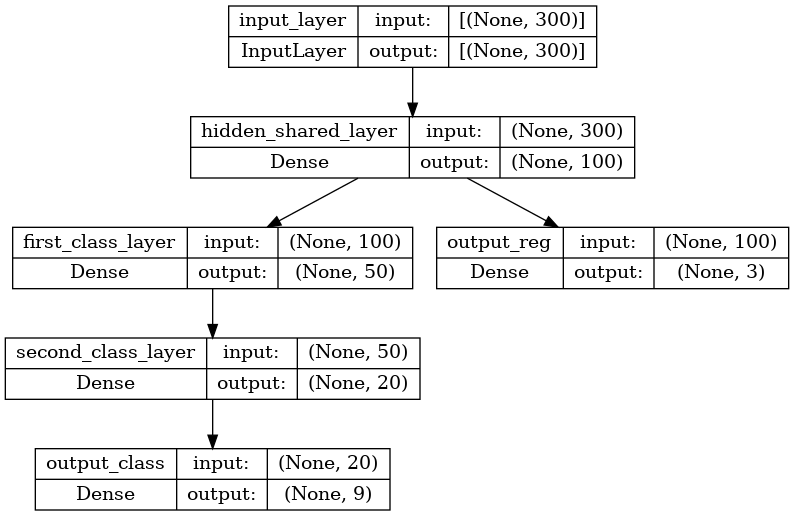 input_layer input: [(None, 300)]
InputLayer output: [(None, 300)]
hidden_shared_layer input: (None, 300)
Dense output: (None, 100)
first_class_layer input: (None, 100)
Dense output: (None, 50)
output_reg input: (None, 100)
Dense output: (None, 3)
second_class_layer input: (None, 50)
Dense output: (None, 20)
output_class input: (None, 20)
Dense output: (None, 9)